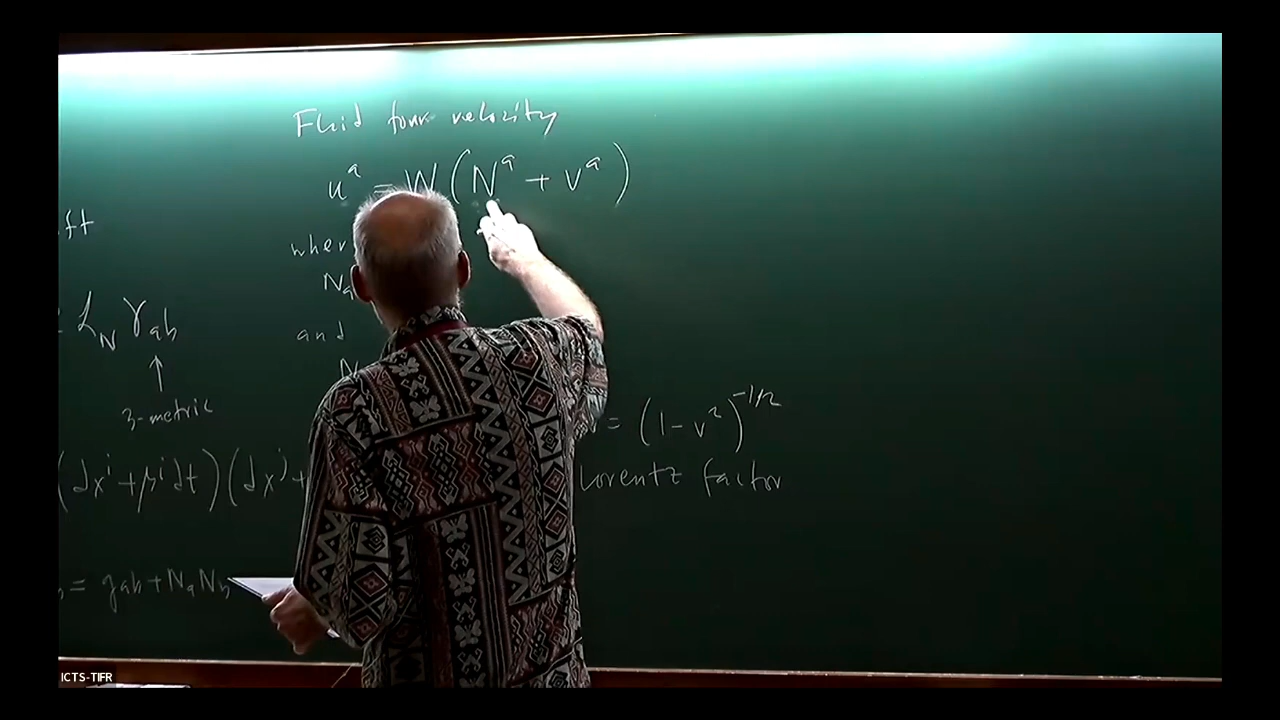 Fluid four velocity
u^a = W (N^a + v^a)
ft
wher
N_a
L_N γ_ab
and
↑
N
3-metric
= (1 - v^2)^{-1/2}
(dx^i + β^i dt)(dx^j +
Lorentz factor
= g_ab + N_a N_b
ICTS-TIFR